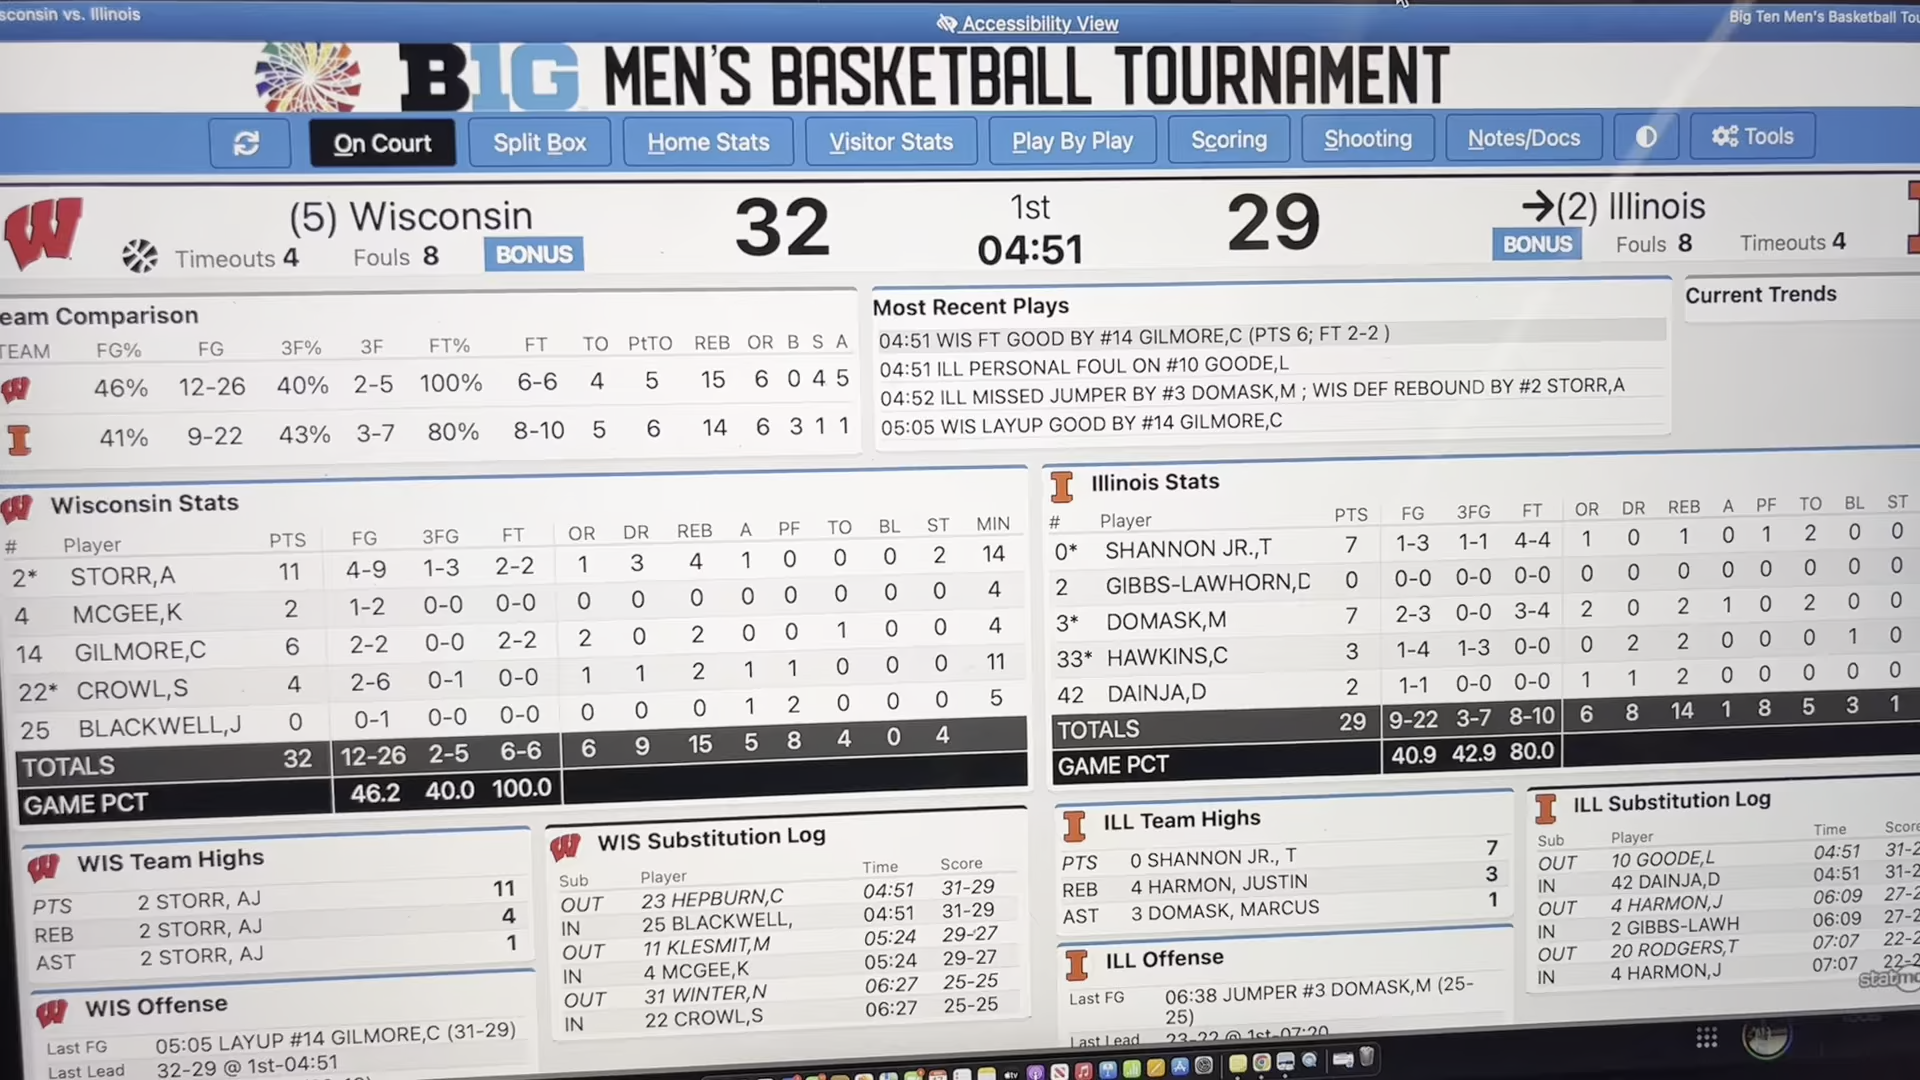 sconsin vs. Illinois
Accessibility View
Big Ten Men's Basketball Tou
B1G MEN'S BASKETBALL TOURNAMENT
On Court Split Box Home Stats Visitor Stats Play By Play Scoring Shooting Notes/Docs Tools
(5) Wisconsin 32 1st 29 →(2) Illinois
Timeouts 4 Fouls 8 BONUS 04:51 BONUS Fouls 8 Timeouts 4
eam Comparison
TEAM FG% FG 3F% 3F FT% FT TO PtTO REB OR B S A
46% 12-26 40% 2-5 100% 6-6 4 5 15 6 0 4 5
41% 9-22 43% 3-7 80% 8-10 5 6 14 6 3 1 1
Most Recent Plays
04:51 WIS FT GOOD BY #14 GILMORE,C (PTS 6; FT 2-2 )
04:51 ILL PERSONAL FOUL ON #10 GOODE,L
04:52 ILL MISSED JUMPER BY #3 DOMASK,M ; WIS DEF REBOUND BY #2 STORR,A
05:05 WIS LAYUP GOOD BY #14 GILMORE,C
Current Trends
Wisconsin Stats
# Player PTS FG 3FG FT OR DR REB A PF TO BL ST MIN
2* STORR,A 11 4-9 1-3 2-2 1 3 4 1 0 0 0 2 14
4 MCGEE,K 2 1-2 0-0 0-0 0 0 0 0 0 0 0 0 4
14 GILMORE,C 6 2-2 0-0 2-2 2 0 2 0 0 1 0 0 4
22* CROWL,S 4 2-6 0-1 0-0 1 1 2 1 1 0 0 0 11
25 BLACKWELL,J 0 0-1 0-0 0-0 0 0 0 1 2 0 0 0 5
TOTALS 32 12-26 2-5 6-6 6 9 15 5 8 4 0 4
GAME PCT 46.2 40.0 100.0
Illinois Stats
# Player PTS FG 3FG FT OR DR REB A PF TO BL ST
0* SHANNON JR.,T 7 1-3 1-1 4-4 1 0 1 0 1 2 0 0
2 GIBBS-LAWHORN,D 0 0-0 0-0 0-0 0 0 0 0 0 0 0 0
3* DOMASK,M 7 2-3 0-0 3-4 2 0 2 1 0 2 0 0
33* HAWKINS,C 3 1-4 1-3 0-0 0 2 2 0 0 0 1 0
42 DAINJA,D 2 1-1 0-0 0-0 1 1 2 0 0 0 0 0
TOTALS 29 9-22 3-7 8-10 6 8 14 1 8 5 3 1
GAME PCT 40.9 42.9 80.0
WIS Team Highs
PTS 2 STORR, AJ 11
REB 2 STORR, AJ 4
AST 2 STORR, AJ 1
WIS Offense
Last FG 05:05 LAYUP #14 GILMORE,C (31-29)
Last Lead 32-29 @ 1st-04:51
WIS Substitution Log
Sub Player Time Score
OUT 23 HEPBURN,C 04:51 31-29
IN 25 BLACKWELL, 04:51 31-29
OUT 11 KLESMIT,M 05:24 29-27
IN 4 MCGEE,K 05:24 29-27
OUT 31 WINTER,N 06:27 25-25
IN 22 CROWL,S 06:27 25-25
ILL Team Highs
PTS 0 SHANNON JR., T 7
REB 4 HARMON, JUSTIN 3
AST 3 DOMASK, MARCUS 1
ILL Offense
Last FG 06:38 JUMPER #3 DOMASK,M (25-
25)
Last Lead 23-22 @ 1st-07:20
ILL Substitution Log
Sub Player Time Score
OUT 10 GOODE,L 04:51 31-2
IN 42 DAINJA,D 04:51 31-2
OUT 4 HARMON,J 06:09 27-2
IN 2 GIBBS-LAWH 06:09 27-2
OUT 20 RODGERS,T 07:07 22-2
IN 4 HARMON,J 07:07 22-2